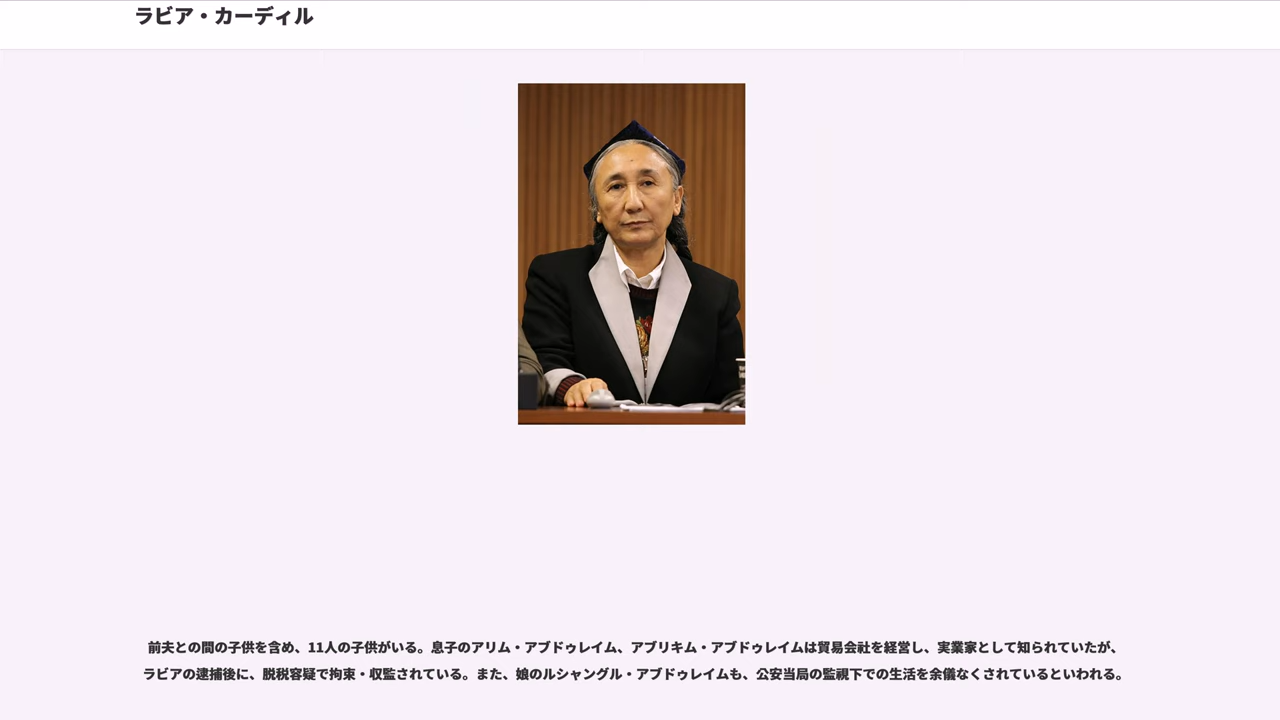 ラビア・カーディル
前夫との間の子供を含め、11人の子供がいる。息子のアリム・アブドゥレイム、アブリキム・アブドゥレイムは貿易会社を経営し、実業家として知られていたが、
ラビアの逮捕後に、脱税容疑で拘束・収監されている。また、娘のルシャングル・アブドゥレイムも、公安当局の監視下での生活を余儀なくされているといわれる。